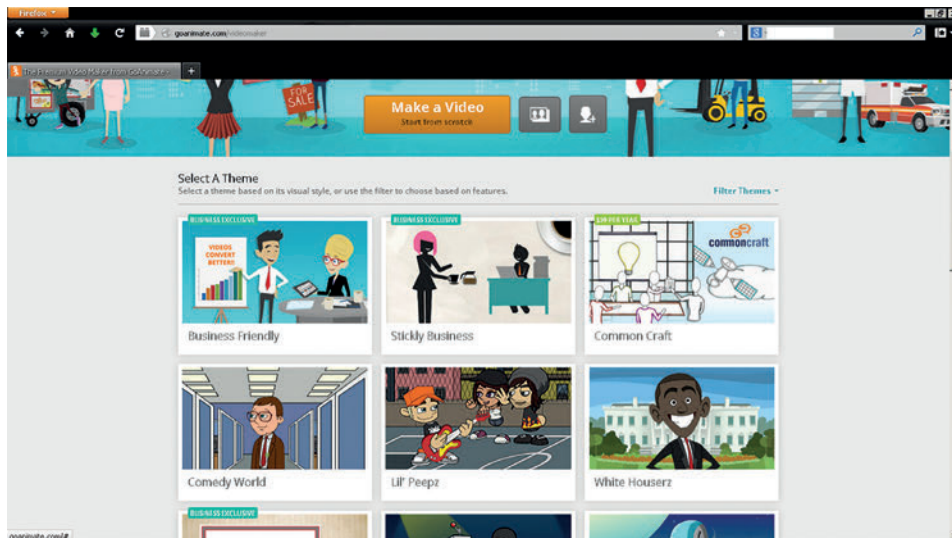 Firefox
goanimate.com/videomaker
The Premium Video Maker from GoAnimate
+
FOR
SALE
Make a Video
Start from scratch
Select A Theme
Select a theme based on its visual style, or use the filter to choose based on features.
Filter Themes
BUSINESS EXCLUSIVE
BUSINESS EXCLUSIVE
VIDEOS
CONVERT
BETTER!!
commoncraft
Business Friendly
Stickly Business
Common Craft
Comedy World
Lil' Peepz
White Houserz
BUSINESS EXCLUSIVE
goanimate.com/#